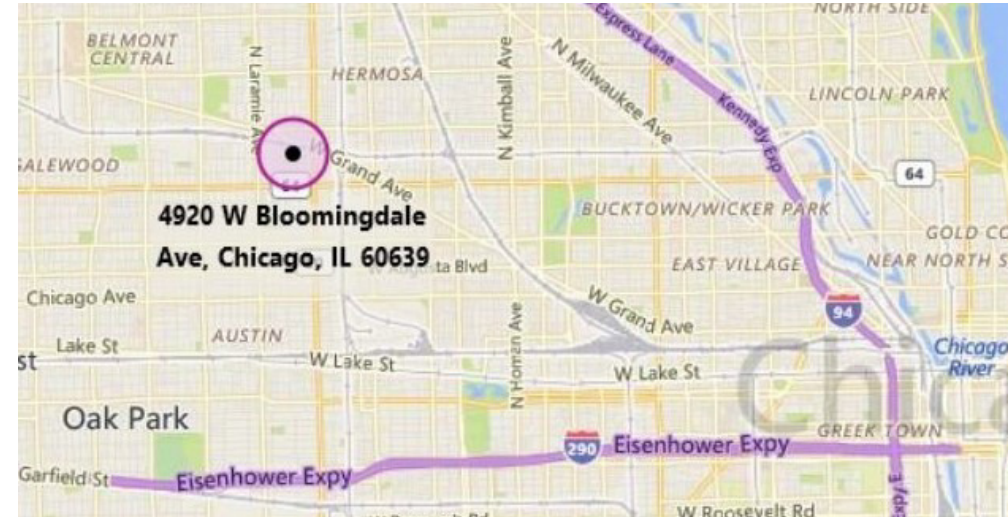 NORTH SIDE
Express Lane
BELMONT
CENTRAL
N Laramie Ave
HERMOSA
N Kimball Ave
N Milwaukee Ave
Kennedy Exp
LINCOLN PARK
W Grand Ave
64
64
4920 W Bloomingdale
Ave, Chicago, IL 60639
BUCKTOWN/WICKER PARK
GOLD CO
EAST VILLAGE
NEAR NORTH S
ta Blvd
Chicago Ave
W Grand Ave
94
AUSTIN
N Homan Ave
Lake St
st
W Lake St
W Lake St
Chicago
River
Chica
Oak Park
GREEK TOWN
290
Eisenhower Expy
Garfield St
Eisenhower Expy
W Roosevelt Rd